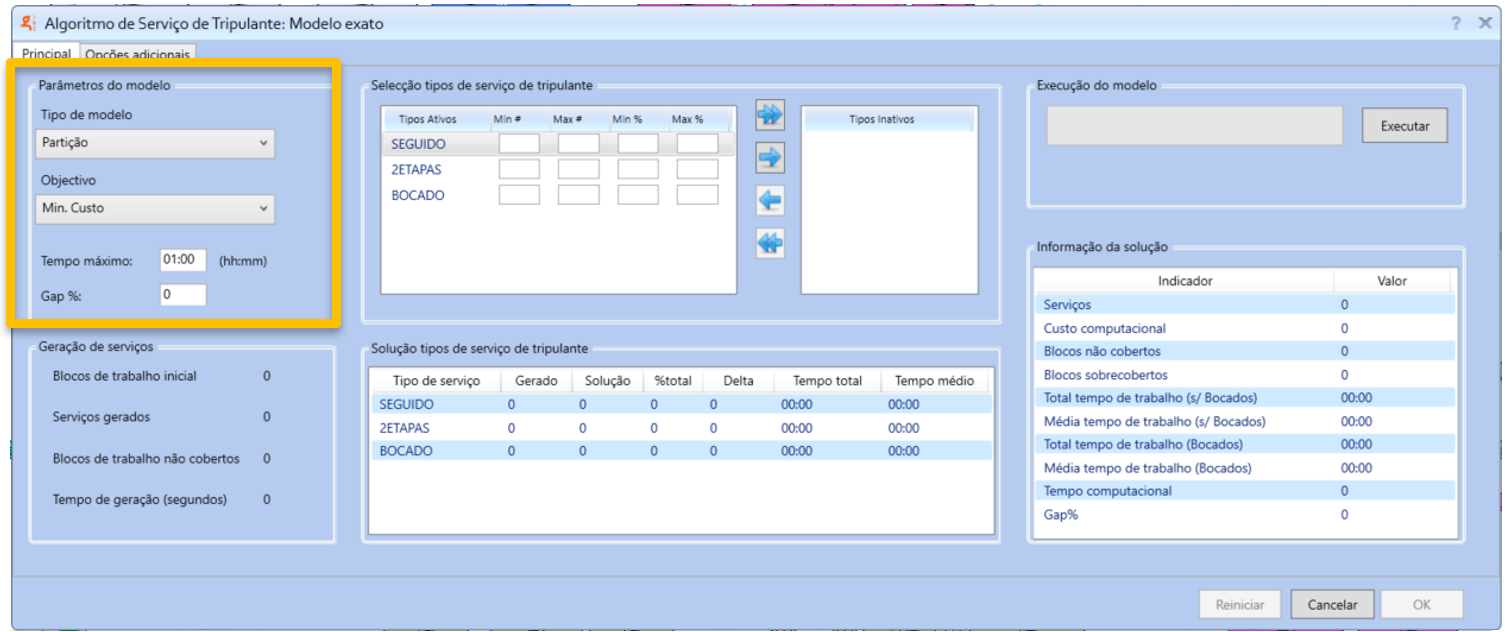 Algoritmo de Serviço de Tripulante: Modelo exato
Principal Opções adicionais
Parâmetros do modelo
Tipo de modelo
Partição
Objectivo
Min. Custo
Tempo máximo: 01:00 (hh:mm)
Gap %: 0
Selecção tipos de serviço de tripulante
Tipos Ativos Min # Max # Min % Max %
SEGUIDO
2ETAPAS
BOCADO
Tipos Inativos
Execução do modelo
Executar
Geração de serviços
Blocos de trabalho inicial 0
Serviços gerados 0
Blocos de trabalho não cobertos 0
Tempo de geração (segundos) 0
Solução tipos de serviço de tripulante
Tipo de serviço Gerado Solução %total Delta Tempo total Tempo médio
SEGUIDO 0 0 0 0 00:00 00:00
2ETAPAS 0 0 0 0 00:00 00:00
BOCADO 0 0 0 0 00:00 00:00
Informação da solução
Indicador Valor
Serviços 0
Custo computacional 0
Blocos não cobertos 0
Blocos sobrecobertos 0
Total tempo de trabalho (s/ Bocados) 00:00
Média tempo de trabalho (s/ Bocados) 00:00
Total tempo de trabalho (Bocados) 00:00
Média tempo de trabalho (Bocados) 00:00
Tempo computacional 0
Gap% 0
Reiniciar Cancelar OK